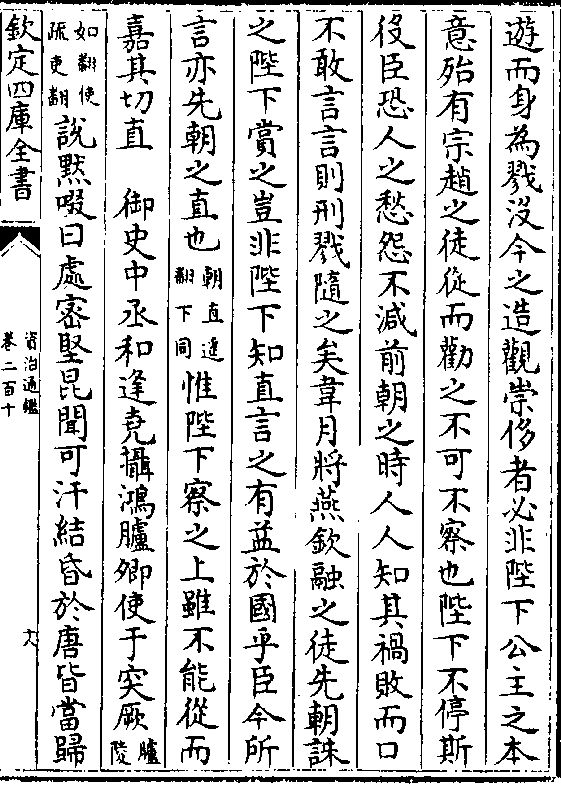 遊而身為戮沒今之造觀崇侈者必非陛下公主之本
意殆有宗趙之徒從而勸之不可不察也陛下不停斯
役臣恐人之愁怨不減前朝之時人人知其禍敗而口
不敢言言則刑戮隨之矣韋月將燕欽融之徒先朝誅
之陛下賞之豈非陛下知直言之有益於國乎臣今所
言亦先朝之直也朝直遥翻下同惟陛下察之上雖不能從而
嘉其切直 御史中丞和逢堯攝鴻臚卿使于突厥臚陵
如翻使疏吏翻說默啜曰處密堅昆聞可汗結昏於唐皆當歸
欽定四庫全書
資治通鑑
卷二百十
六